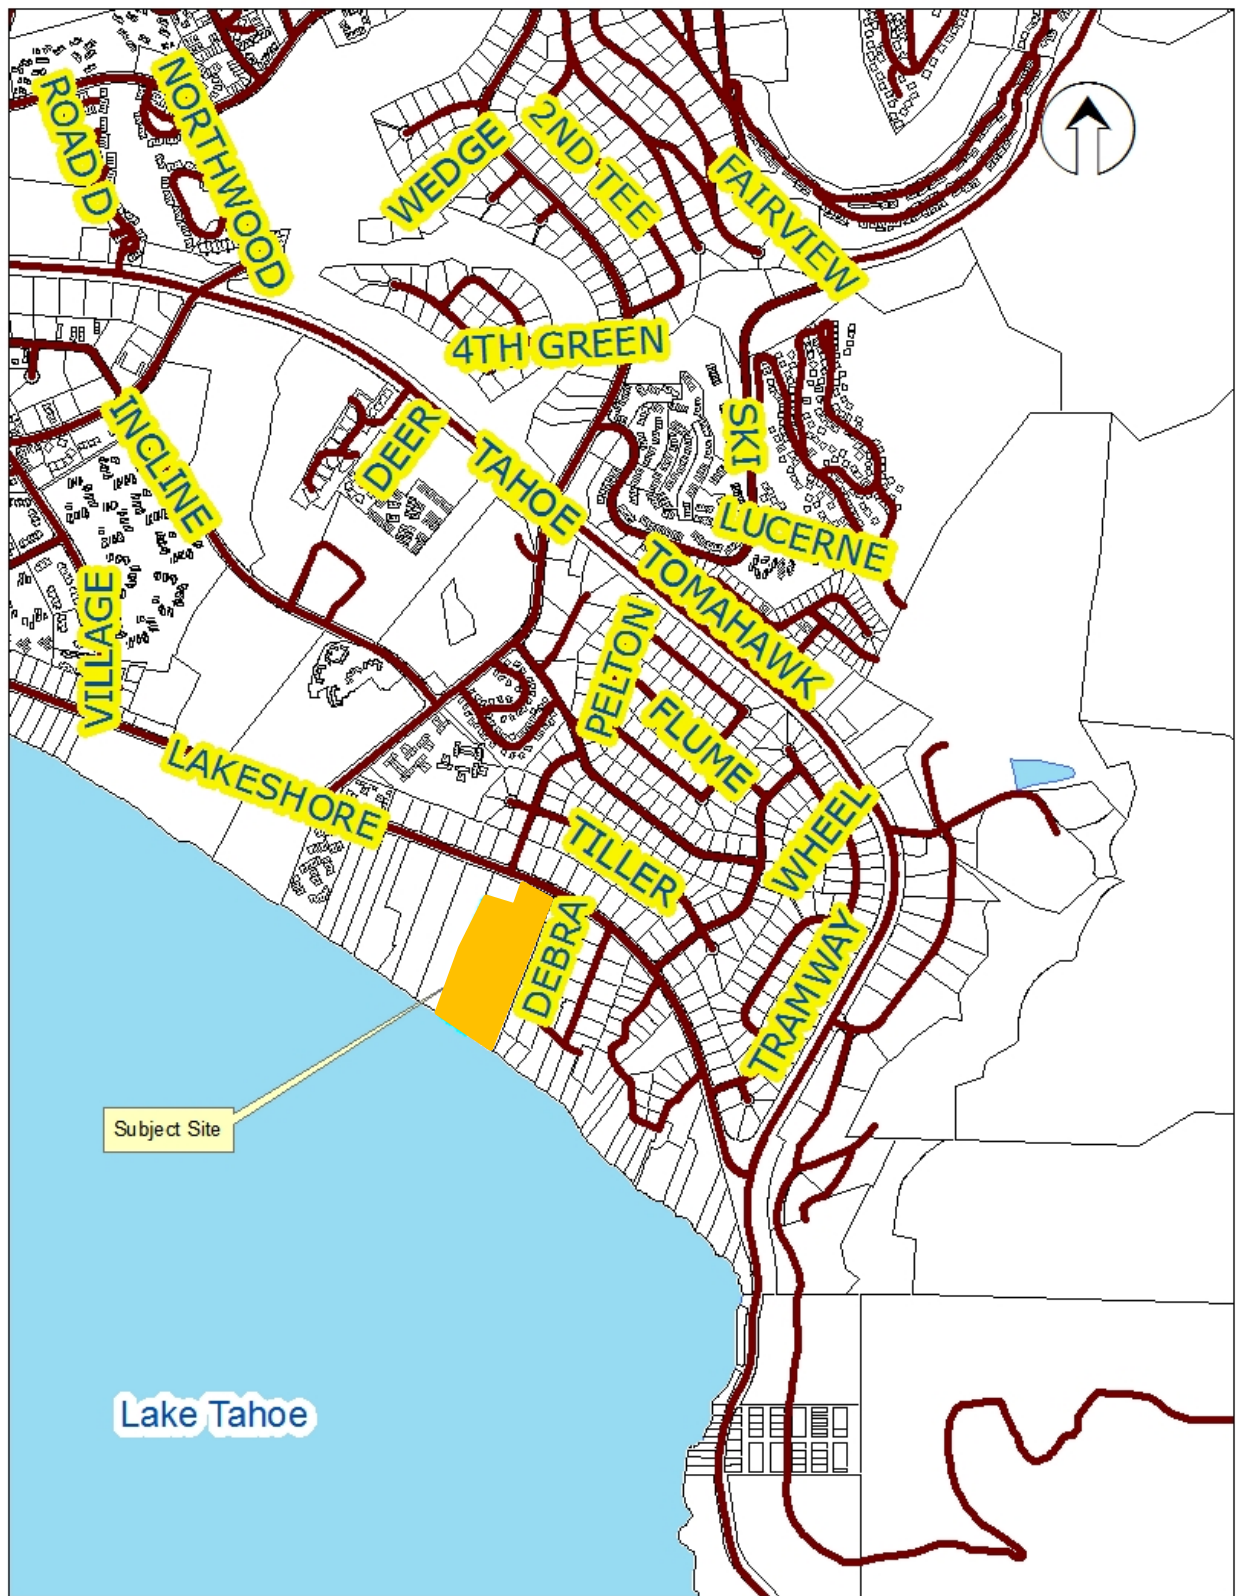 ROAD D
NORTHWOOD
WEDGE
2ND TEE
FAIRVIEW
4TH GREEN
INCLINE
DEER
TAHOE
SKI
LUCERNE
TOMAHAWK
VILLAGE
PELTON
FLUME
LAKESHORE
TILLER
WHEEL
DEBRA
TRAMWAY
Subject Site
Lake Tahoe